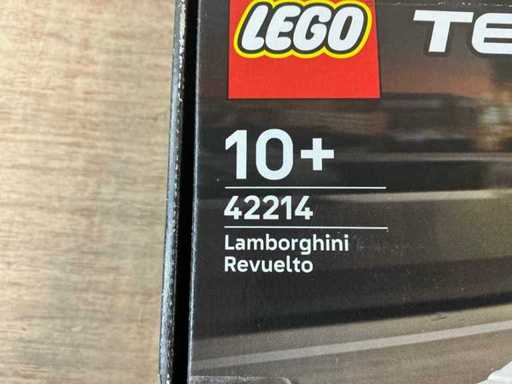 LEGO TE
10+
42214
Lamborghini
Revuelto